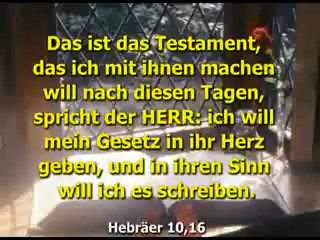 Das ist das Testament,
das ich mit ihnen machen
will nach diesen Tagen,
spricht der HERR: ich will
mein Gesetz in ihr Herz
geben, und in ihren Sinn
will ich es schreiben.
Hebräer 10,16